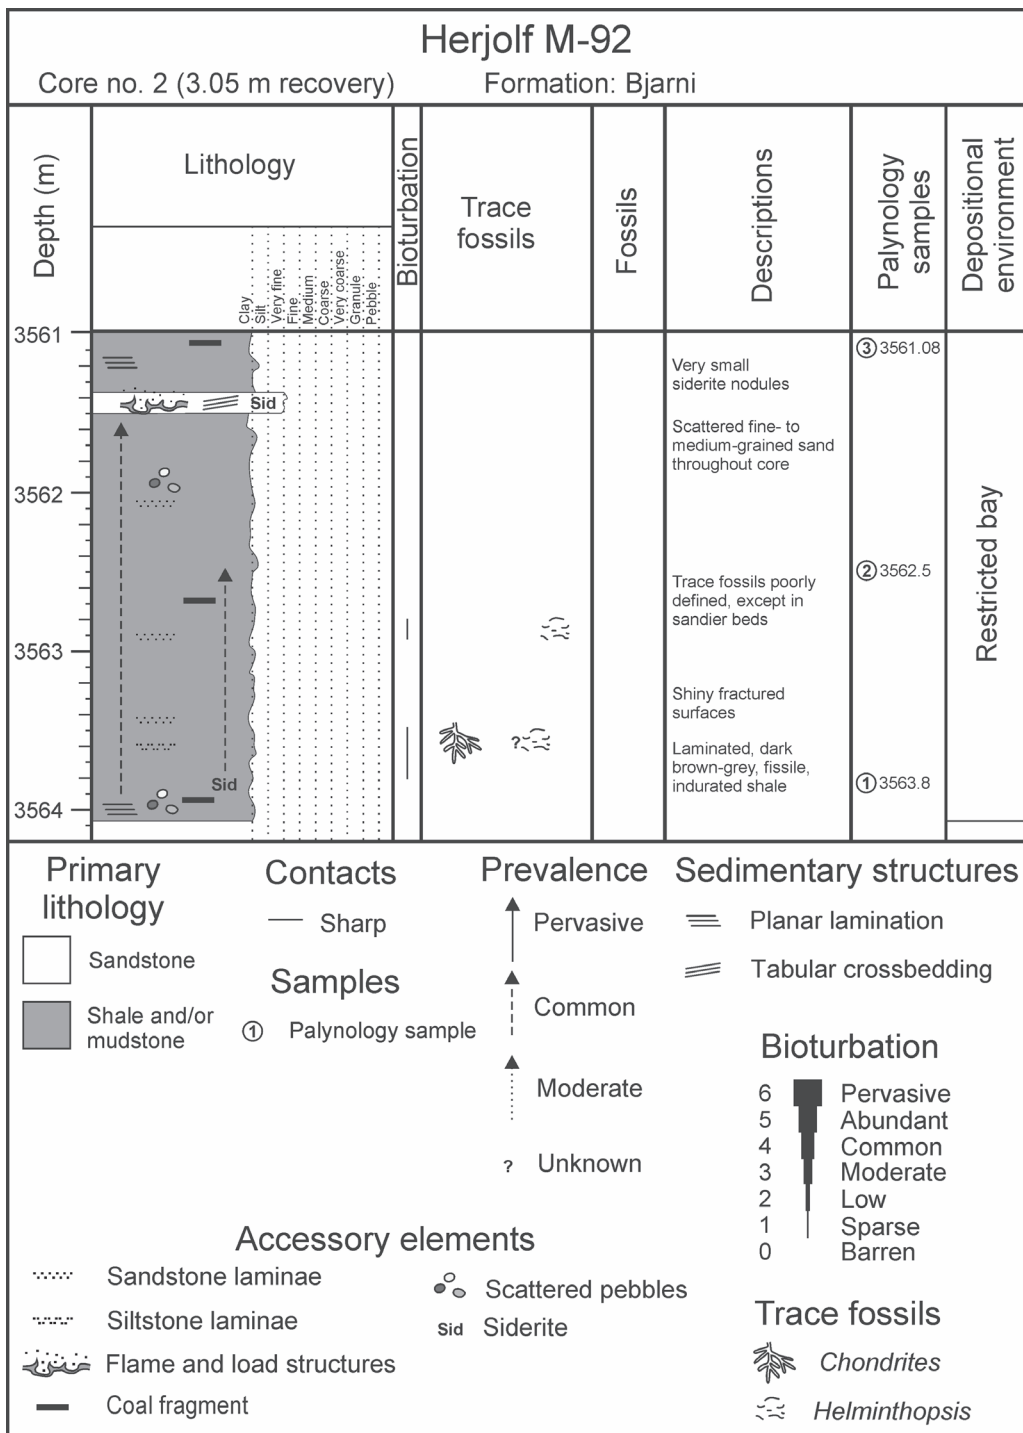 Herjolf M-92
Core no. 2 (3.05 m recovery)
Formation: Bjarni
Depth (m)
Lithology
Clay
Silt
Very fine
Fine
Medium
Coarse
Very coarse
Granule
Pebble
Bioturbation
Trace
fossils
Fossils
Descriptions
Palynology
samples
Depositional
environment
3561
3562
3563
3564
Sid
Sid
?
Very small
siderite nodules
Scattered fine- to
medium-grained sand
throughout core
Trace fossils poorly
defined, except in
sandier beds
Shiny fractured
surfaces
Laminated, dark
brown-grey, fissile,
indurated shale
3 3561.08
2 3562.5
1 3563.8
Restricted bay
Primary
lithology
Sandstone
Shale and/or
mudstone
Contacts
Sharp
Samples
1 Palynology sample
Prevalence
Pervasive
Common
Moderate
? Unknown
Sedimentary structures
Planar lamination
Tabular crossbedding
Bioturbation
6 Pervasive
5 Abundant
4 Common
3 Moderate
2 Low
1 Sparse
0 Barren
Accessory elements
Sandstone laminae
Siltstone laminae
Flame and load structures
Coal fragment
Scattered pebbles
Sid Siderite
Trace fossils
Chondrites
Helminthopsis